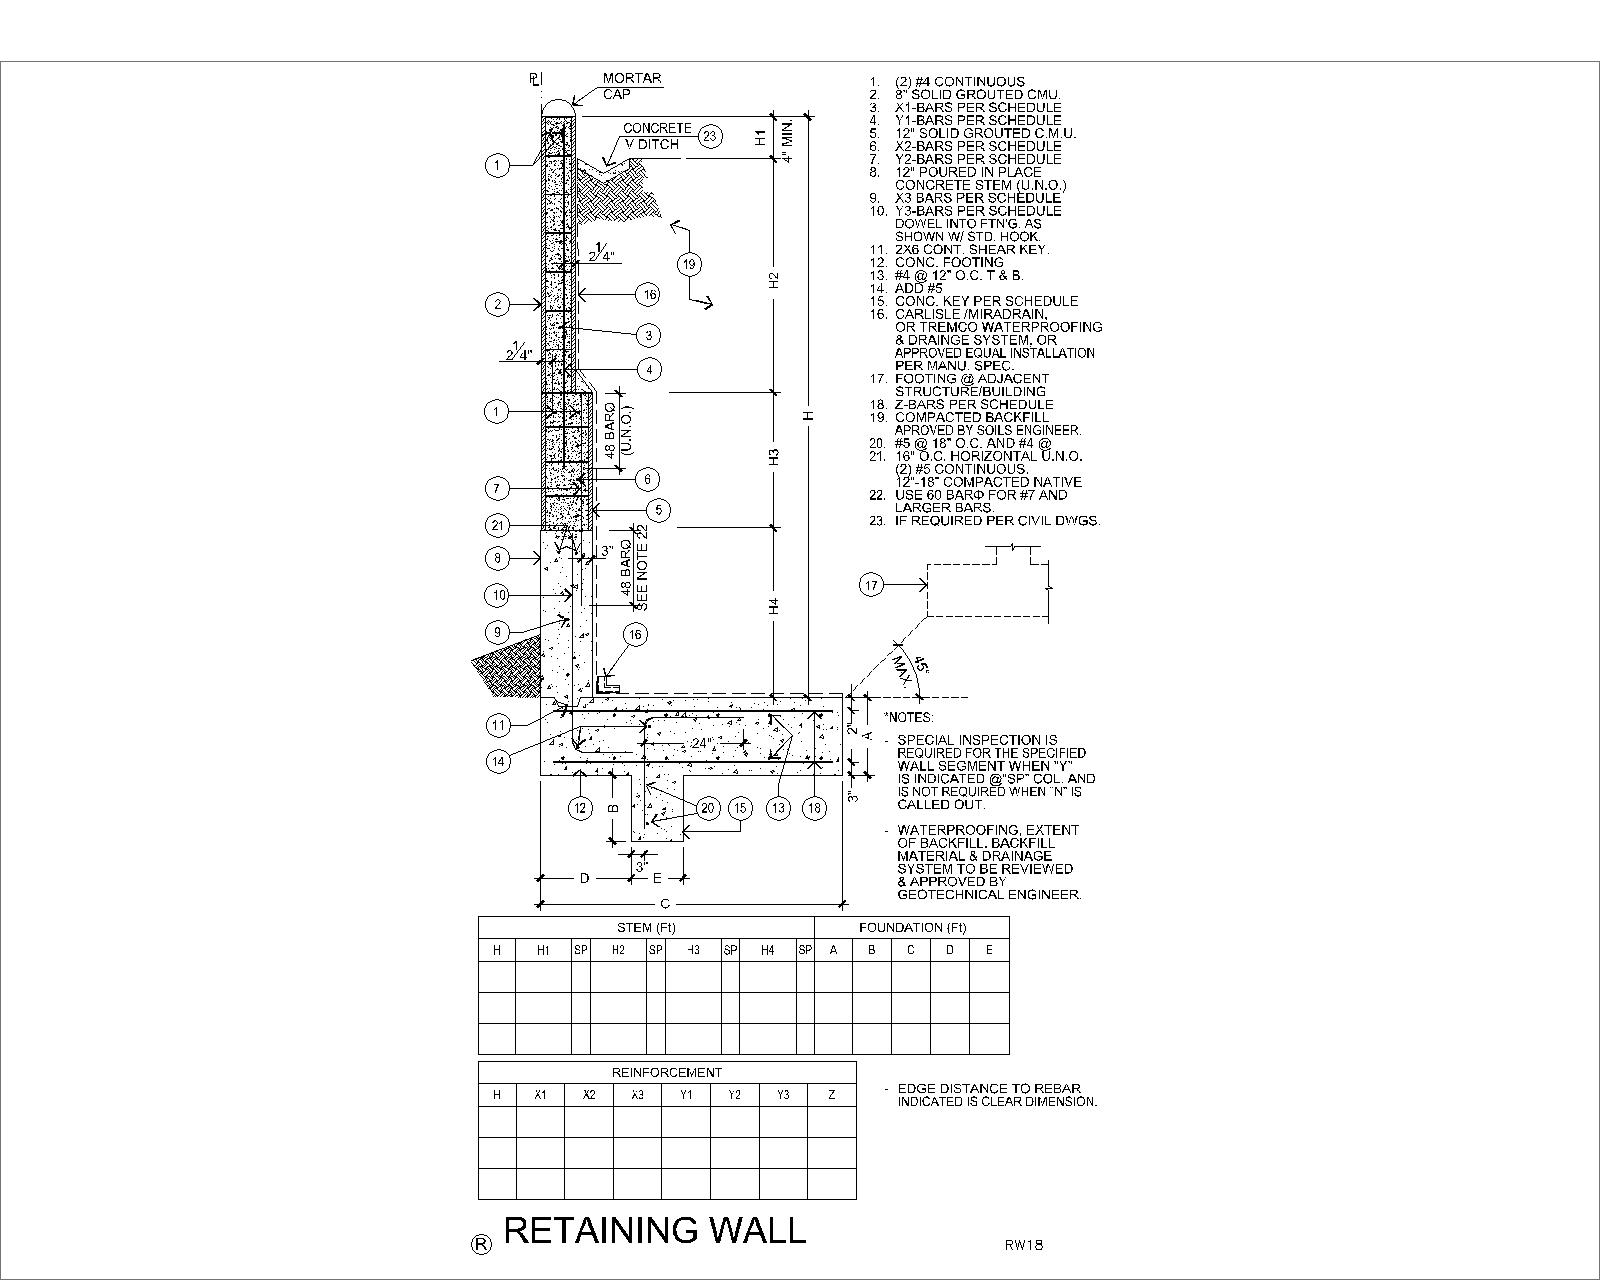 PL
MORTAR
CAP
CONCRETE
V DITCH
23
H1
4" MIN.
1
2 1/4"
19
H2
2
16
3
2 1/4"
4
1
48 BARØ
(U.N.O.)
H
H3
6
7
5
21
8
3"
48 BARØ
SEE NOTE 22
10
H4
9
16
11
14
24"
2"
A
3"
12
B
20
15
13
18
3"
D
E
C
1. (2) #4 CONTINUOUS
2. 8" SOLID GROUTED CMU.
3. X1-BARS PER SCHEDULE
4. Y1-BARS PER SCHEDULE
5. 12" SOLID GROUTED C.M.U.
6. X2-BARS PER SCHEDULE
7. Y2-BARS PER SCHEDULE
8. 12" POURED IN PLACE
CONCRETE STEM (U.N.O.)
9. X3 BARS PER SCHEDULE
10. Y3-BARS PER SCHEDULE
DOWEL INTO FTN'G. AS
SHOWN W/ STD. HOOK.
11. 2X6 CONT. SHEAR KEY.
12. CONC. FOOTING
13. #4 @ 12" O.C. T & B.
14. ADD #5
15. CONC. KEY PER SCHEDULE
16. CARLISLE /MIRADRAIN,
OR TREMCO WATERPROOFING
& DRAINGE SYSTEM, OR
APPROVED EQUAL INSTALLATION
PER MANU. SPEC.
17. FOOTING @ ADJACENT
STRUCTURE/BUILDING
18. Z-BARS PER SCHEDULE
19. COMPACTED BACKFILL
APROVED BY SOILS ENGINEER.
20. #5 @ 18" O.C. AND #4 @
21. 16" O.C. HORIZONTAL U.N.O.
(2) #5 CONTINUOUS.
12"-18" COMPACTED NATIVE
22. USE 60 BARΦ FOR #7 AND
LARGER BARS.
23. IF REQUIRED PER CIVIL DWGS.
17
45°
MAX.
*NOTES:
- SPECIAL INSPECTION IS
REQUIRED FOR THE SPECIFIED
WALL SEGMENT WHEN "Y"
IS INDICATED @"SP" COL. AND
IS NOT REQUIRED WHEN "N" IS
CALLED OUT.
- WATERPROOFING, EXTENT
OF BACKFILL, BACKFILL
MATERIAL & DRAINAGE
SYSTEM TO BE REVIEWED
& APPROVED BY
GEOTECHNICAL ENGINEER.
STEM (Ft) FOUNDATION (Ft)
H H1 SP H2 SP H3 SP H4 SP A B C D E
REINFORCEMENT
H X1 X2 X3 Y1 Y2 Y3 Z
- EDGE DISTANCE TO REBAR
INDICATED IS CLEAR DIMENSION.
R RETAINING WALL
RW18